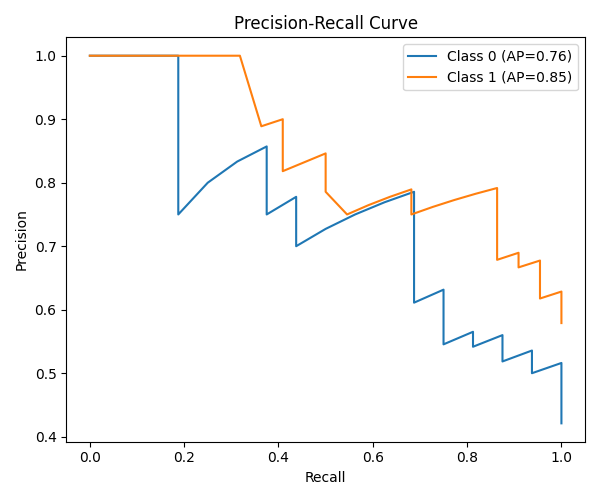 Precision-Recall Curve
Class 0 (AP=0.76)
Class 1 (AP=0.85)
Precision
1.0
0.9
0.8
0.7
0.6
0.5
0.4
0.0 0.2 0.4 0.6 0.8 1.0
Recall